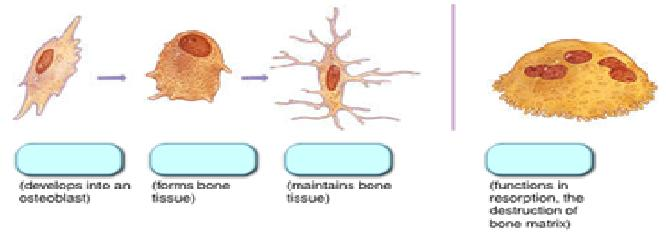 (develops into an
osteoblast)
(forms bone
tissue)
(maintains bone
tissue)
(functions in
resorption, the
destruction of
bone matrix)